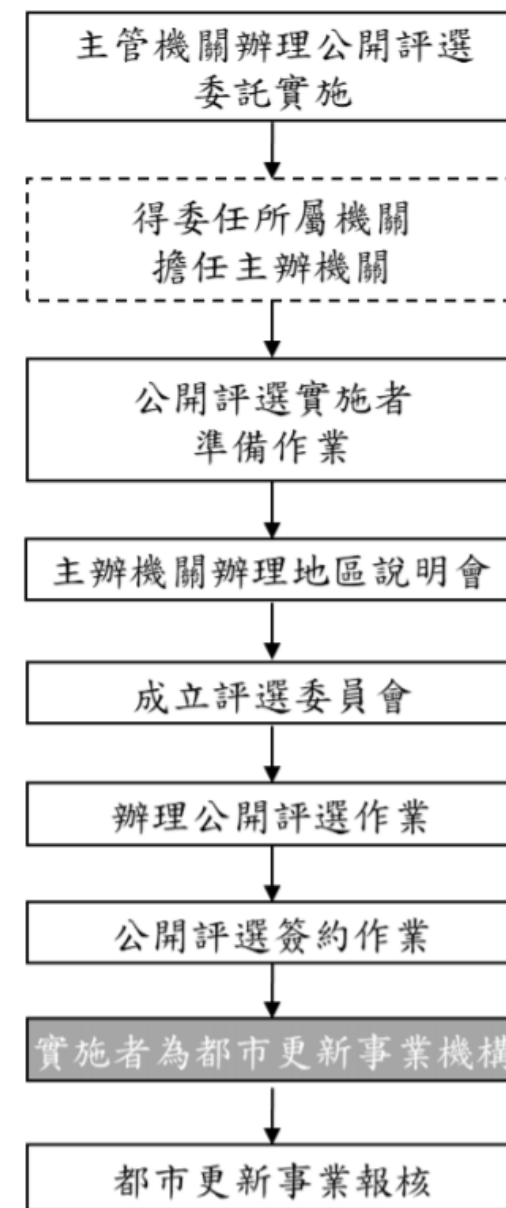 主管機關辦理公開評選
委託實施
得委任所屬機關
擔任主辦機關
公開評選實施者
準備作業
主辦機關辦理地區說明會
成立評選委員會
辦理公開評選作業
公開評選簽約作業
實施者為都市更新事業機構
都市更新事業報核